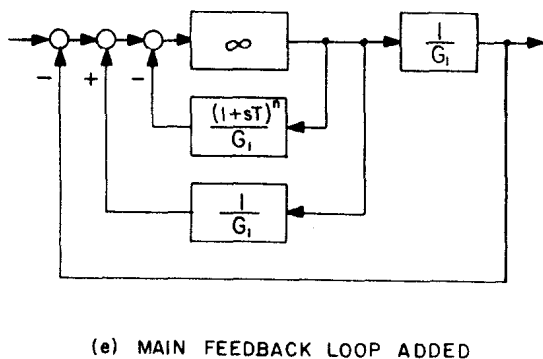 ∞
1
G₁
−
+
−
(1+sT)ⁿ
G₁
1
G₁
(e) MAIN FEEDBACK LOOP ADDED